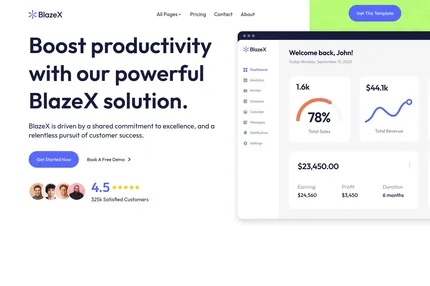 BlazeX
All Pages
Pricing
Contact
About
Get This Template
Boost productivity
with our powerful
BlazeX solution.
BlazeX is driven by a shared commitment to excellence, and a
relentless pursuit of customer success.
Get Started Now
Book A Free Demo
4.5
325k Satisfied Customers
BlazeX
Dashboard
Analytics
Invoice
Schedule
Calendar
Messages
Notification
Settings
Welcome back, John!
Today Monday, September 11, 2023
1.6k
78%
Total Sales
$44.1k
Total Revenue
$23,450.00
Earning
Profit
Duration
$24,560
$3,450
6 months